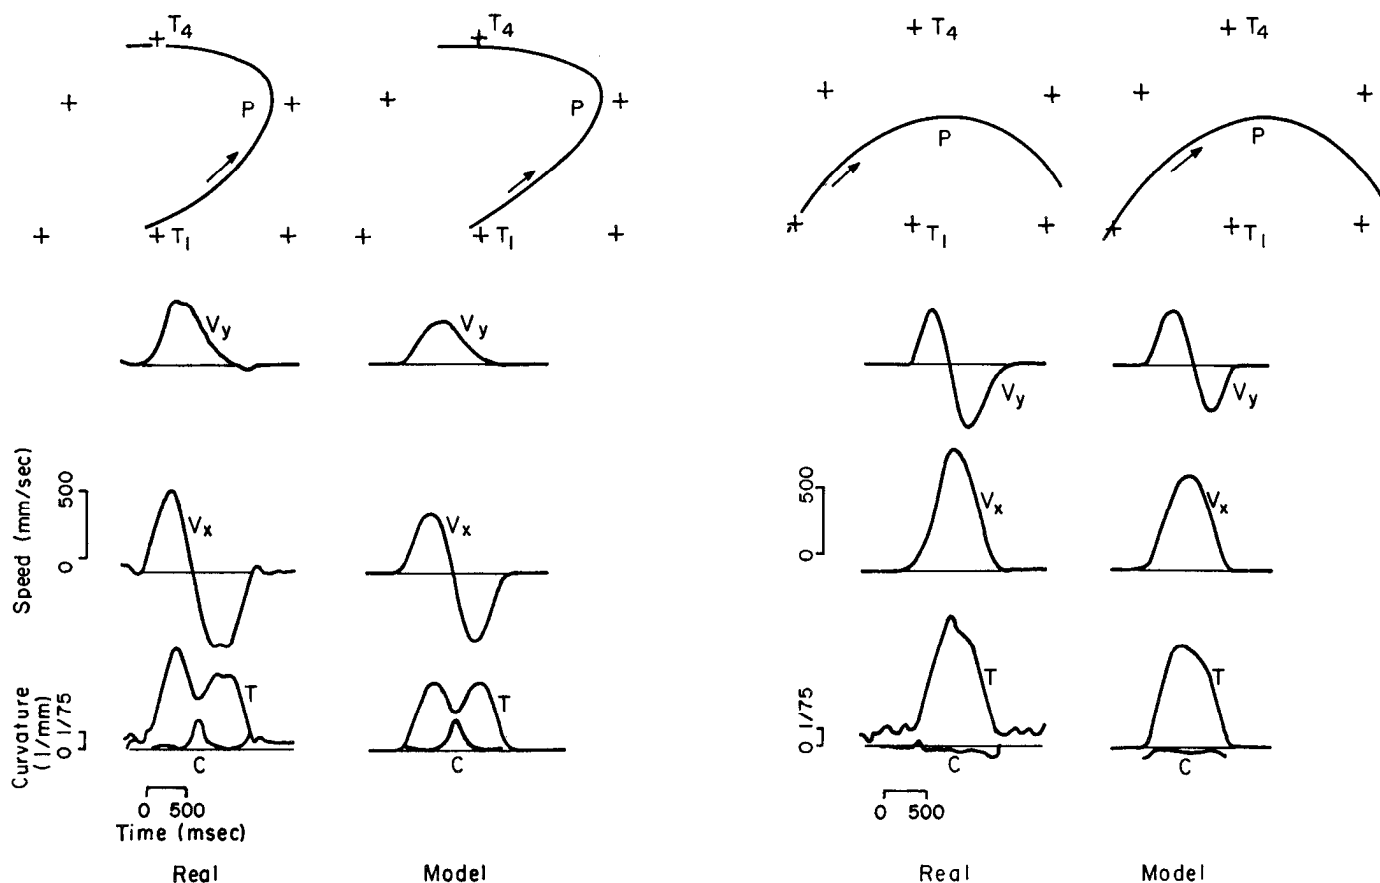 T4
T4
T4
T4
P
P
P
P
T1
T1
T1
T1
Vy
Vy
Vy
Vy
Speed (mm/sec)
0 500
Vx
Vx
0 500
Vx
Vx
Curvature
(1/mm)
0 1/75
T
C
T
0 1/75
T
C
T
C
0 500
Time (msec)
0 500
Real
Model
Real
Model